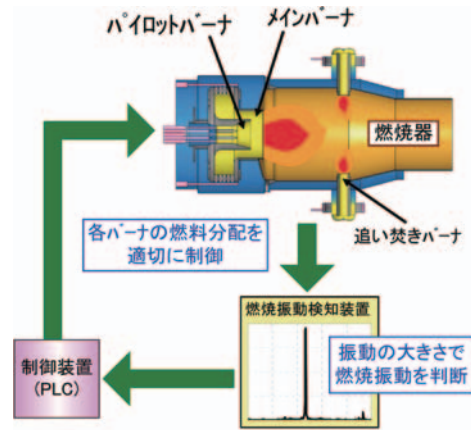 パイロットバーナ
メインバーナ
燃焼器
追い焚きバーナ
各バーナの燃料分配を
適切に制御
燃焼振動検知装置
振動の大きさで
燃焼振動を判断
制御装置
(PLC)